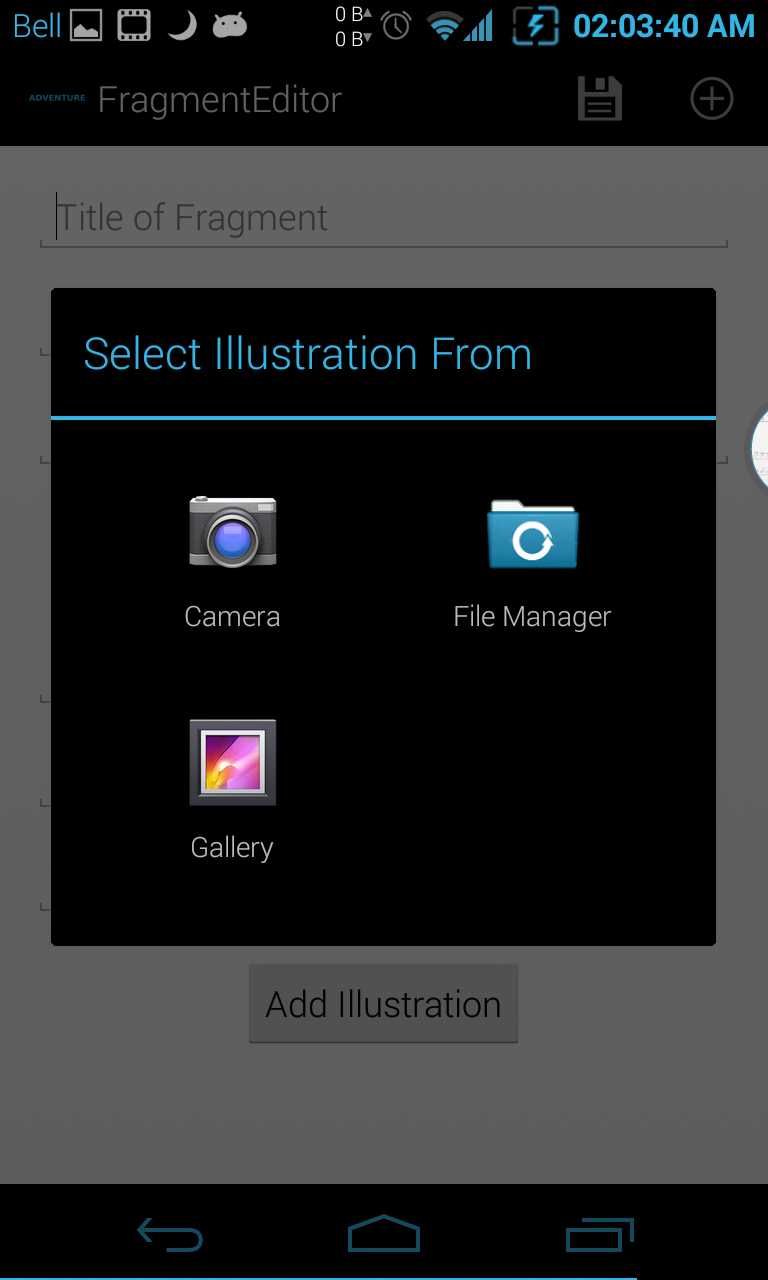 Bell
0 B
0 B
02:03:40 AM
ADVENTURE FragmentEditor
Title of Fragment
Select Illustration From
Camera
File Manager
Gallery
Add Illustration